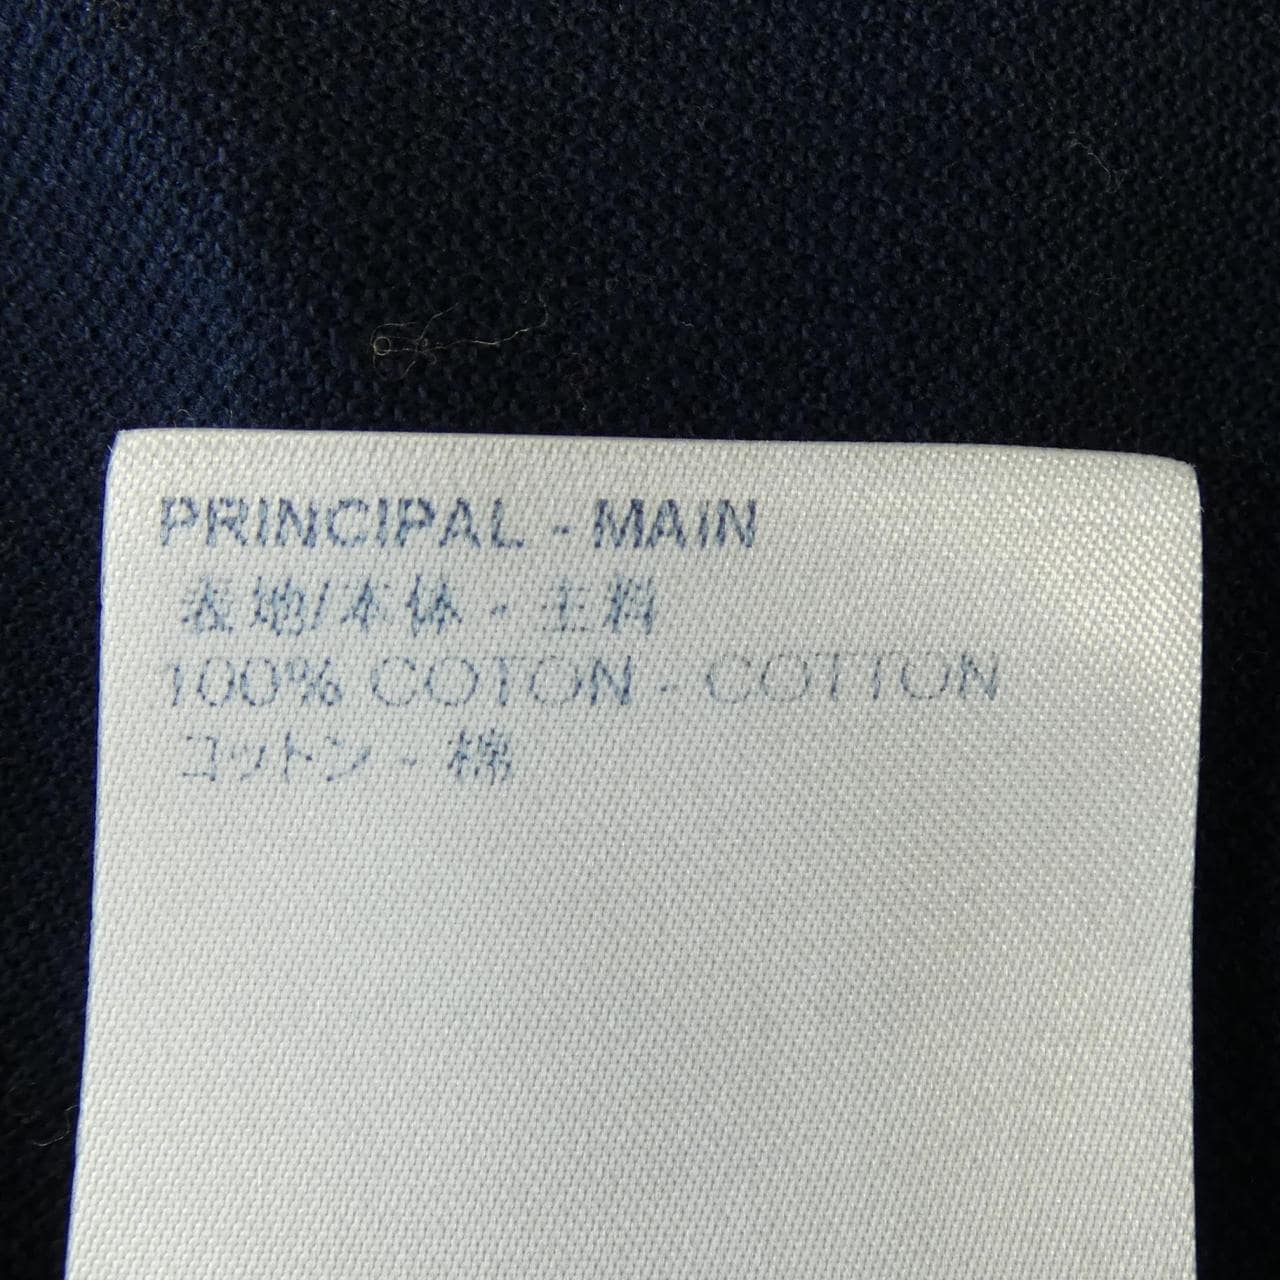 PRINCIPAL - MAIN
表地/本体 - 主料
100% COTON - COTTON
コットン - 棉